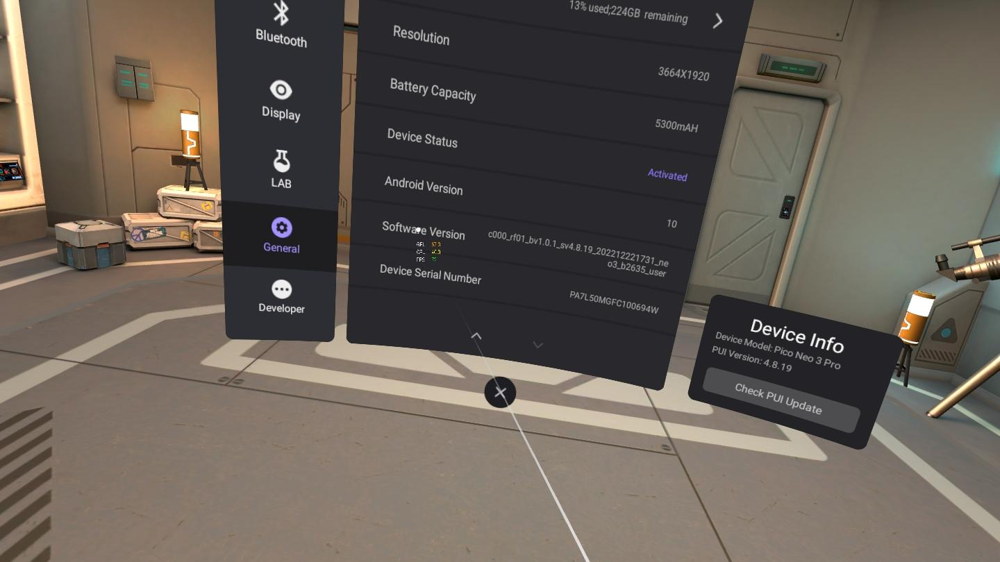 Bluetooth
Display
LAB
General
Developer
13% used;224GB remaining
Resolution
3664X1920
Battery Capacity
5300mAH
Device Status
Activated
Android Version
10
Software Version
c000_rf01_bv1.0.1_sv4.8.19_202212221731_ne
o3_b2635_user
Device Serial Number
PA7L50MGFC100694W
Device Info
Device Model: Pico Neo 3 Pro
PUI Version: 4.8.19
Check PUI Update